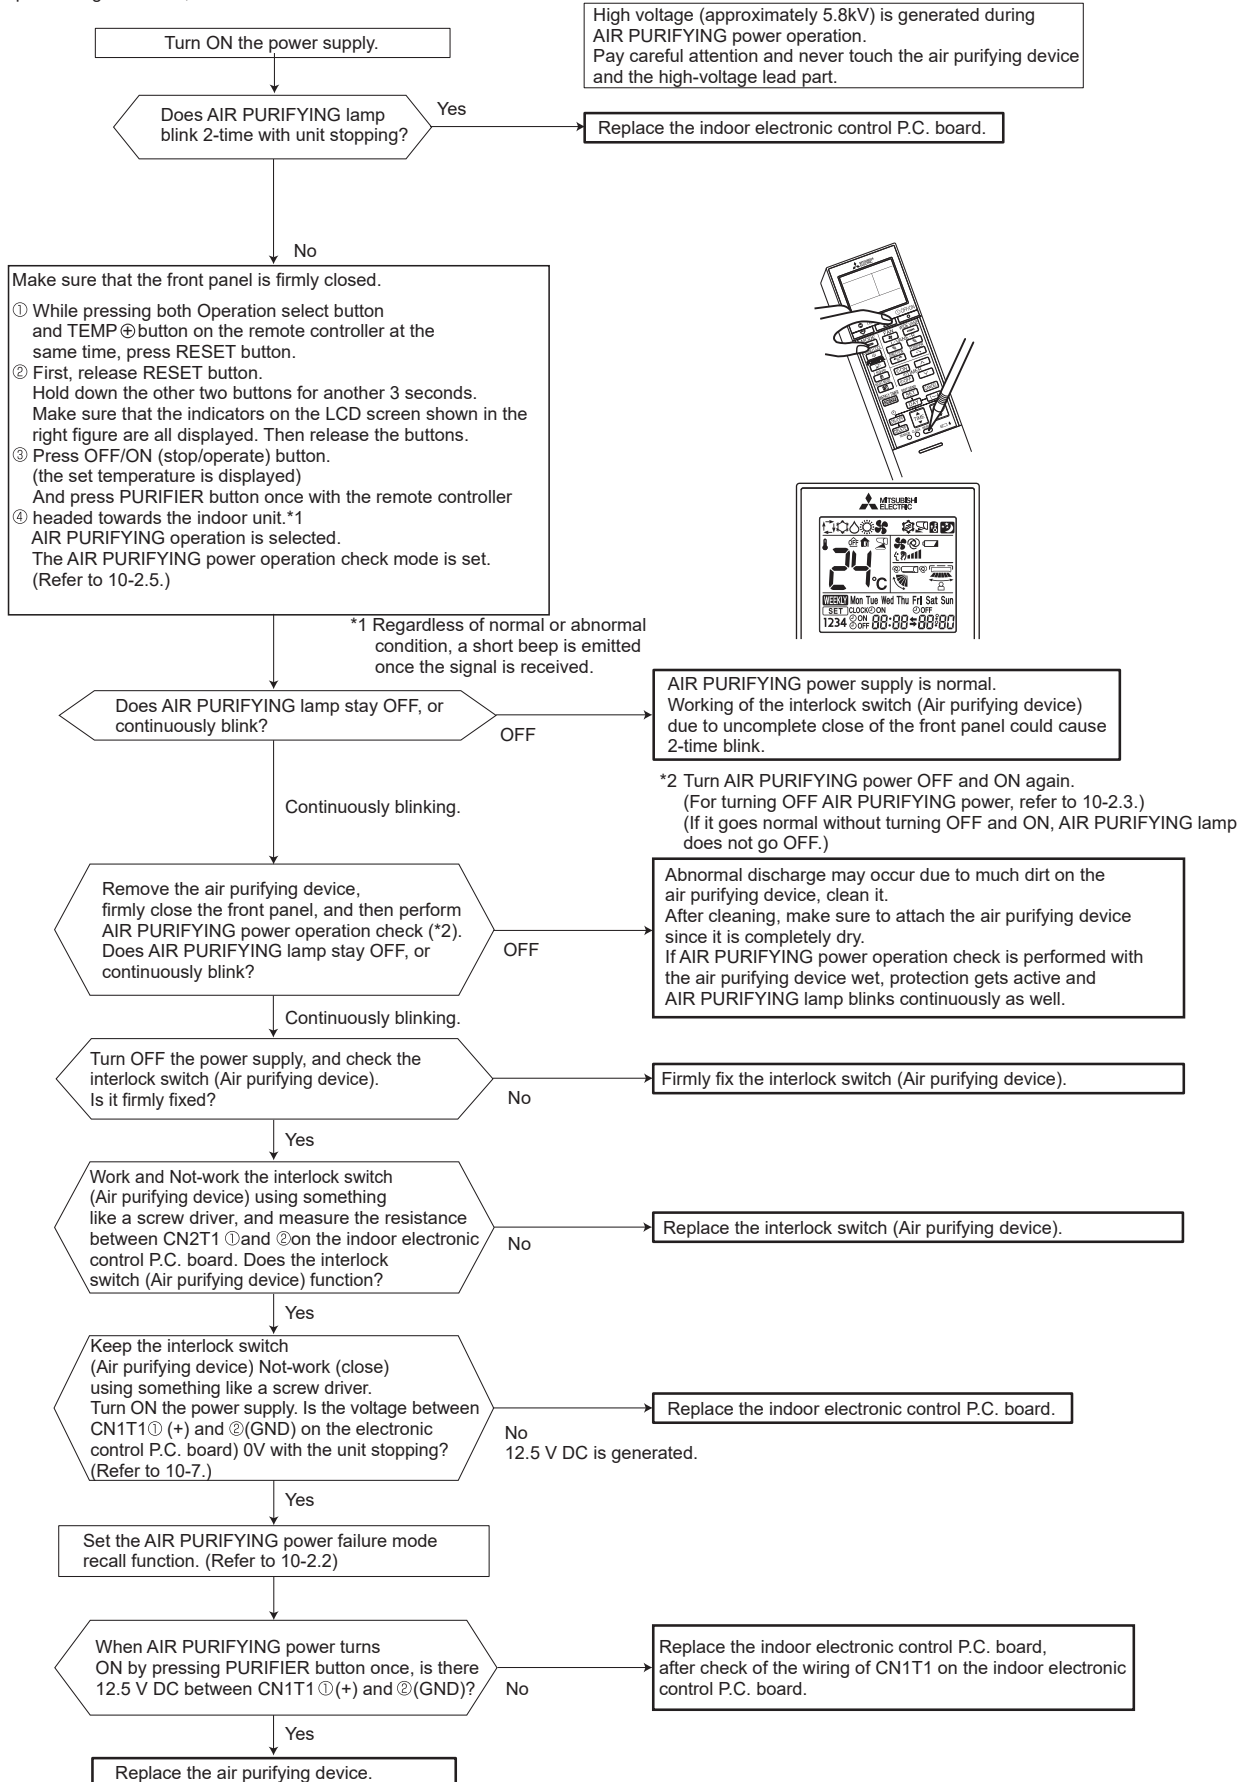 High voltage (approximately 5.8kV) is generated during
AIR PURIFYING power operation.
Pay careful attention and never touch the air purifying device
and the high-voltage lead part.
Turn ON the power supply.
Does AIR PURIFYING lamp
blink 2-time with unit stopping?
Yes
Replace the indoor electronic control P.C. board.
No
Make sure that the front panel is firmly closed.
① While pressing both Operation select button
and TEMP ⊕ button on the remote controller at the
same time, press RESET button.
② First, release RESET button.
Hold down the other two buttons for another 3 seconds.
Make sure that the indicators on the LCD screen shown in the
right figure are all displayed. Then release the buttons.
③ Press OFF/ON (stop/operate) button.
(the set temperature is displayed)
And press PURIFIER button once with the remote controller
④ headed towards the indoor unit.*1
AIR PURIFYING operation is selected.
The AIR PURIFYING power operation check mode is set.
(Refer to 10-2.5.)
MITSUBISHI
ELECTRIC
24°C
WEEKLY Mon Tue Wed Thu Fri Sat Sun
SET CLOCK ON OFF
1234 ON OFF 88:88 88:88
*1 Regardless of normal or abnormal
condition, a short beep is emitted
once the signal is received.
Does AIR PURIFYING lamp stay OFF, or
continuously blink?
OFF
AIR PURIFYING power supply is normal.
Working of the interlock switch (Air purifying device)
due to uncomplete close of the front panel could cause
2-time blink.
*2 Turn AIR PURIFYING power OFF and ON again.
(For turning OFF AIR PURIFYING power, refer to 10-2.3.)
(If it goes normal without turning OFF and ON, AIR PURIFYING lamp
does not go OFF.)
Continuously blinking.
Remove the air purifying device,
firmly close the front panel, and then perform
AIR PURIFYING power operation check (*2).
Does AIR PURIFYING lamp stay OFF, or
continuously blink?
OFF
Abnormal discharge may occur due to much dirt on the
air purifying device, clean it.
After cleaning, make sure to attach the air purifying device
since it is completely dry.
If AIR PURIFYING power operation check is performed with
the air purifying device wet, protection gets active and
AIR PURIFYING lamp blinks continuously as well.
Continuously blinking.
Turn OFF the power supply, and check the
interlock switch (Air purifying device).
Is it firmly fixed?
No
Firmly fix the interlock switch (Air purifying device).
Yes
Work and Not-work the interlock switch
(Air purifying device) using something
like a screw driver, and measure the resistance
between CN2T1 ①and ②on the indoor electronic
control P.C. board. Does the interlock
switch (Air purifying device) function?
No
Replace the interlock switch (Air purifying device).
Yes
Keep the interlock switch
(Air purifying device) Not-work (close)
using something like a screw driver.
Turn ON the power supply. Is the voltage between
CN1T1① (+) and ②(GND) on the electronic
control P.C. board) 0V with the unit stopping?
(Refer to 10-7.)
No
12.5 V DC is generated.
Replace the indoor electronic control P.C. board.
Yes
Set the AIR PURIFYING power failure mode
recall function. (Refer to 10-2.2)
When AIR PURIFYING power turns
ON by pressing PURIFIER button once, is there
12.5 V DC between CN1T1 ①(+) and ②(GND)?
No
Replace the indoor electronic control P.C. board,
after check of the wiring of CN1T1 on the indoor electronic
control P.C. board.
Yes
Replace the air purifying device.